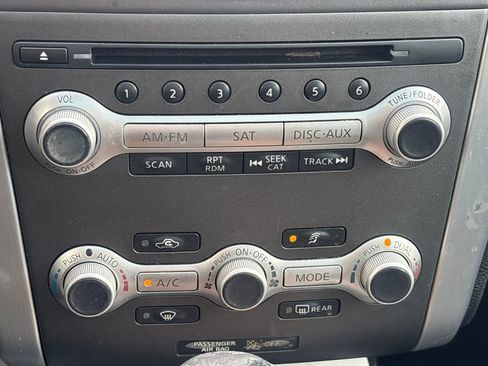 1 2 3 4 5 6
VOL
TUNE/FOLDER
PUSH ON·OFF
AM·FM SAT DISC·AUX
PUSH
SCAN RPT RDM SEEK CAT TRACK
PUSH AUTO
PUSH ON·OFF
PUSH DUAL
A/C
MODE
REAR
PASSENGER AIR BAG OFF